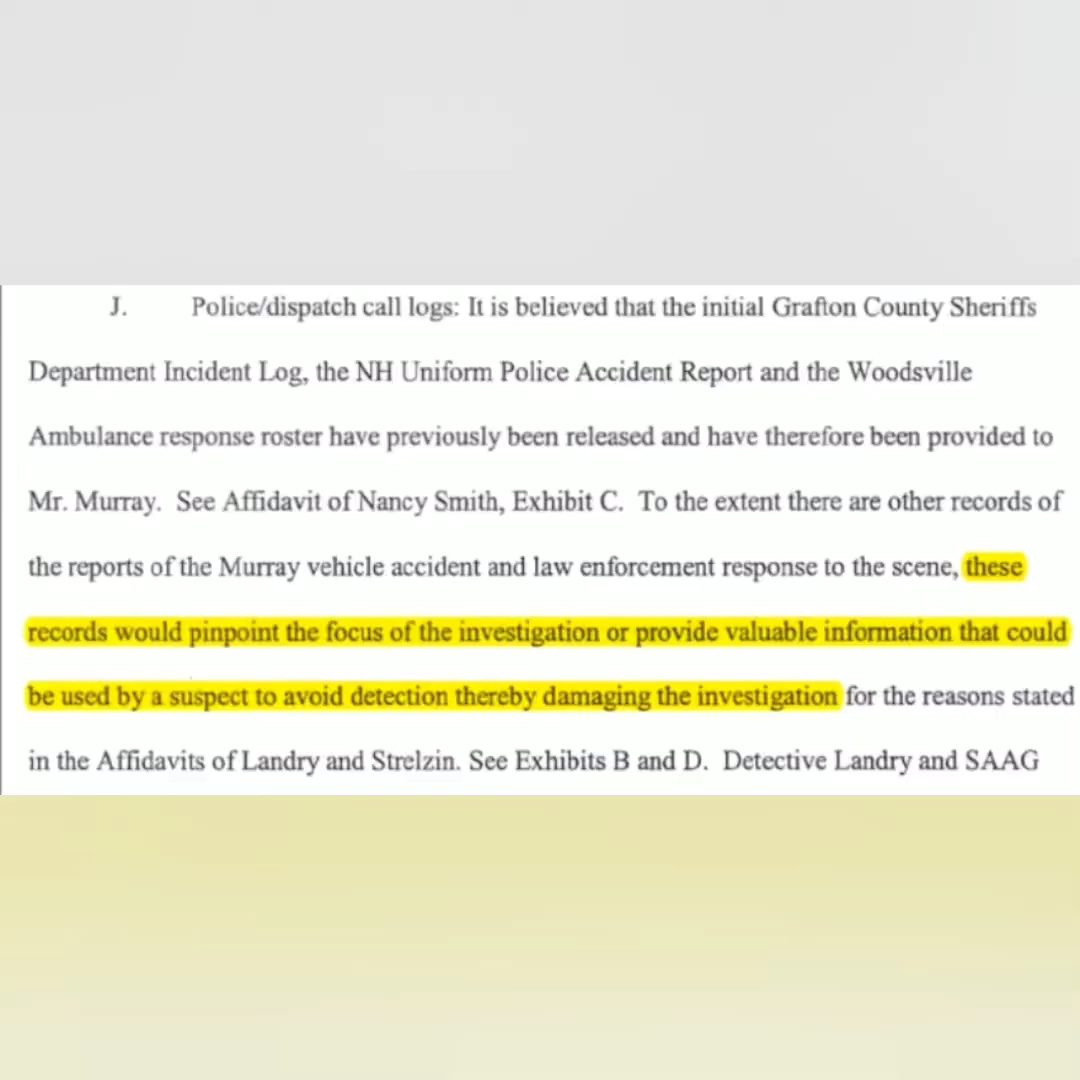 J. Police/dispatch call logs: It is believed that the initial Grafton County Sheriffs
Department Incident Log, the NH Uniform Police Accident Report and the Woodsville
Ambulance response roster have previously been released and have therefore been provided to
Mr. Murray. See Affidavit of Nancy Smith, Exhibit C. To the extent there are other records of
the reports of the Murray vehicle accident and law enforcement response to the scene, these
records would pinpoint the focus of the investigation or provide valuable information that could
be used by a suspect to avoid detection thereby damaging the investigation for the reasons stated
in the Affidavits of Landry and Strelzin. See Exhibits B and D. Detective Landry and SAAG